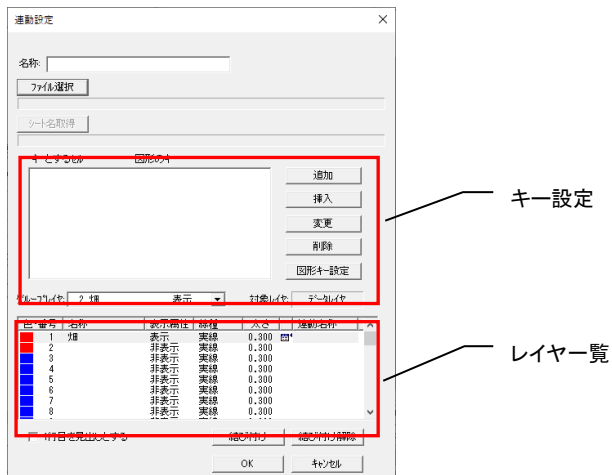 連動設定
名称:
ファイル選択
シート名取得
キーとするセル 図形のキー
追加
挿入
キー設定
変更
削除
図形キー設定
グループレイヤ: 2 畑 表示 対象レイヤ: データレイヤ
色 番号 名称 表示属性 線種 太さ 連動名称
1 畑 表示 実線 0.300
2 非表示 実線 0.300
3 非表示 実線 0.300
レイヤ一覧
4 非表示 実線 0.300
5 非表示 実線 0.300
6 非表示 実線 0.300
7 非表示 実線 0.300
8 非表示 実線 0.300
1行目を見出しとする 結び付け 結び付け解除
OK キャンセル